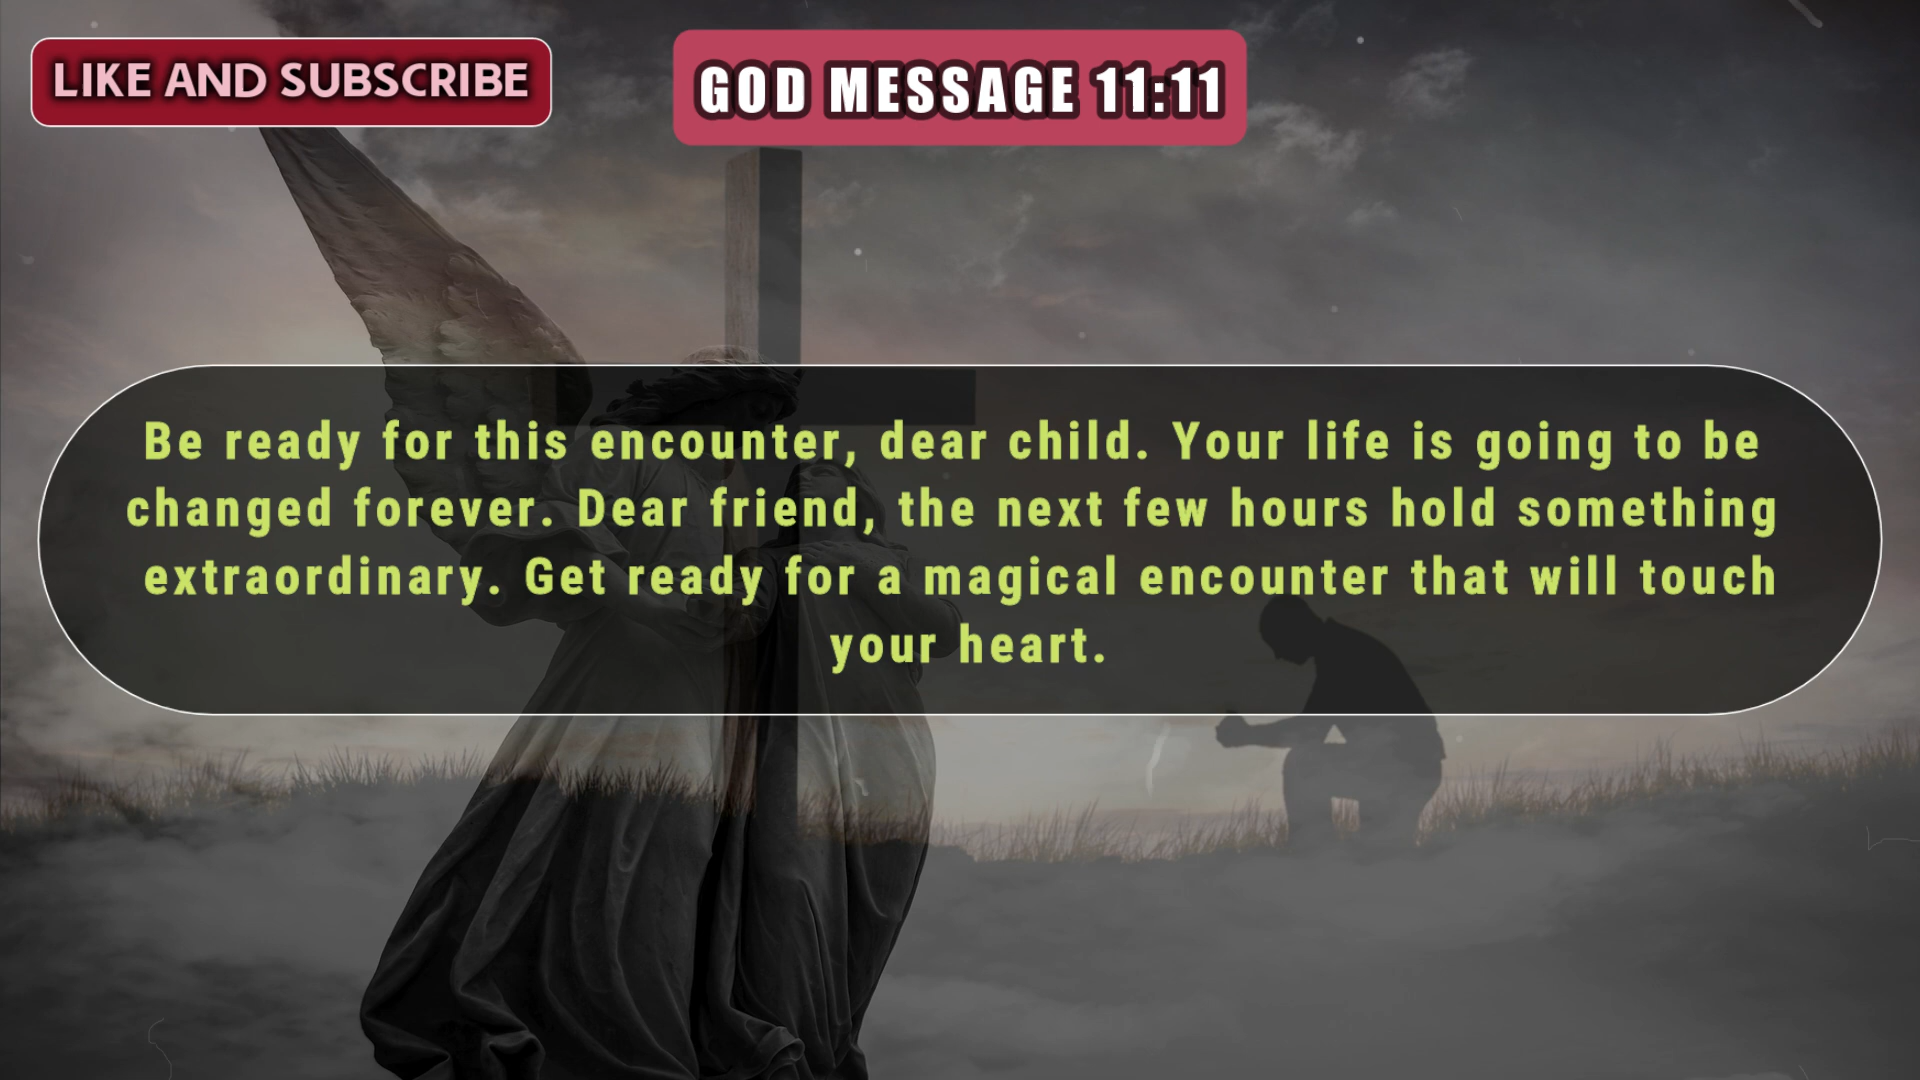 LIKE AND SUBSCRIBE
GOD MESSAGE 11:11
Be ready for this encounter, dear child. Your life is going to be
changed forever. Dear friend, the next few hours hold something
extraordinary. Get ready for a magical encounter that will touch
your heart.